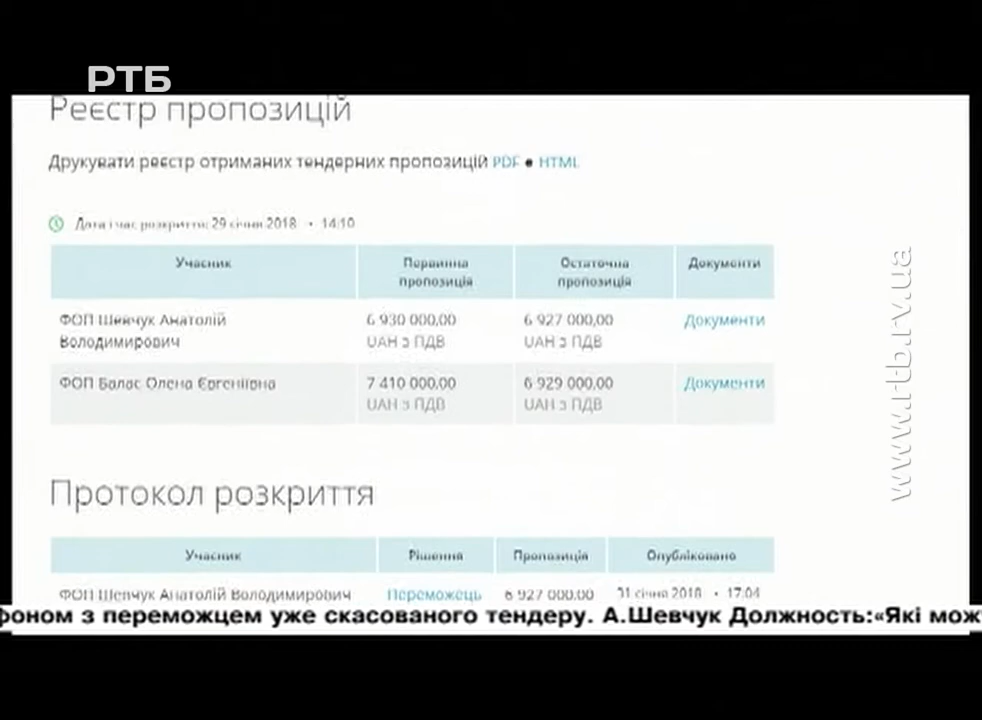 РТБ
Реєстр пропозицій
Друкувати реєстр отриманих тендерних пропозицій PDF ● HTML
Дата і час розкриття: 29 січня 2018 • 14:10
Учасник
Первинна
пропозиція
Остаточна
пропозиція
Документи
ФОП Шевчук Анатолій
Володимирович
6 930 000,00
UAH з ПДВ
6 927 000,00
UAH з ПДВ
Документи
ФОП Балас Олена Євгеніївна
7 410 000,00
UAH з ПДВ
6 929 000,00
UAH з ПДВ
Документи
Протокол розкриття
Учасник
Рішення
Пропозиція
Опубліковано
ФОП Шевчук Анатолій Володимирович
Переможець
6 927 000.00
31 січня 2018 • 17:04
фоном з переможцем уже скасованого тендеру. А.Шевчук Должность:«Які мож
www.rtbpr.vn.ua